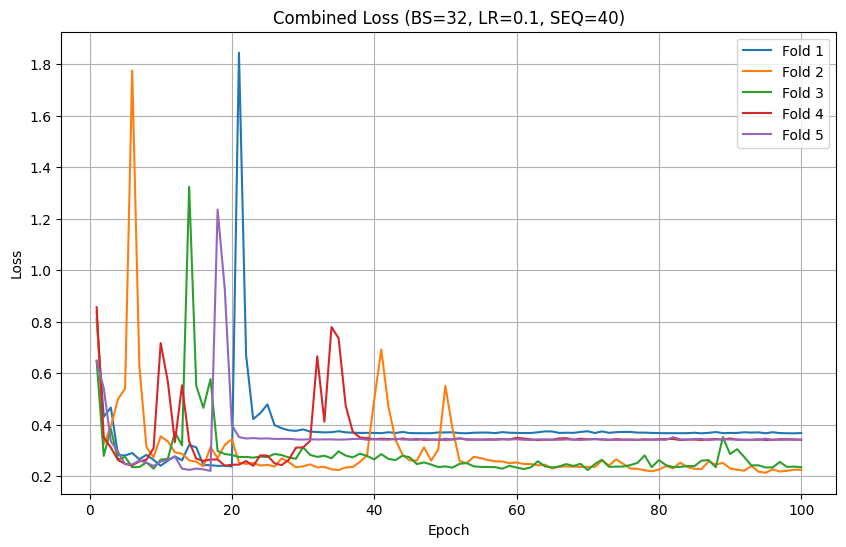 Combined Loss (BS=32, LR=0.1, SEQ=40)
Loss
1.8
1.6
1.4
1.2
1.0
0.8
0.6
0.4
0.2
Fold 1
Fold 2
Fold 3
Fold 4
Fold 5
0 20 40 60 80 100
Epoch